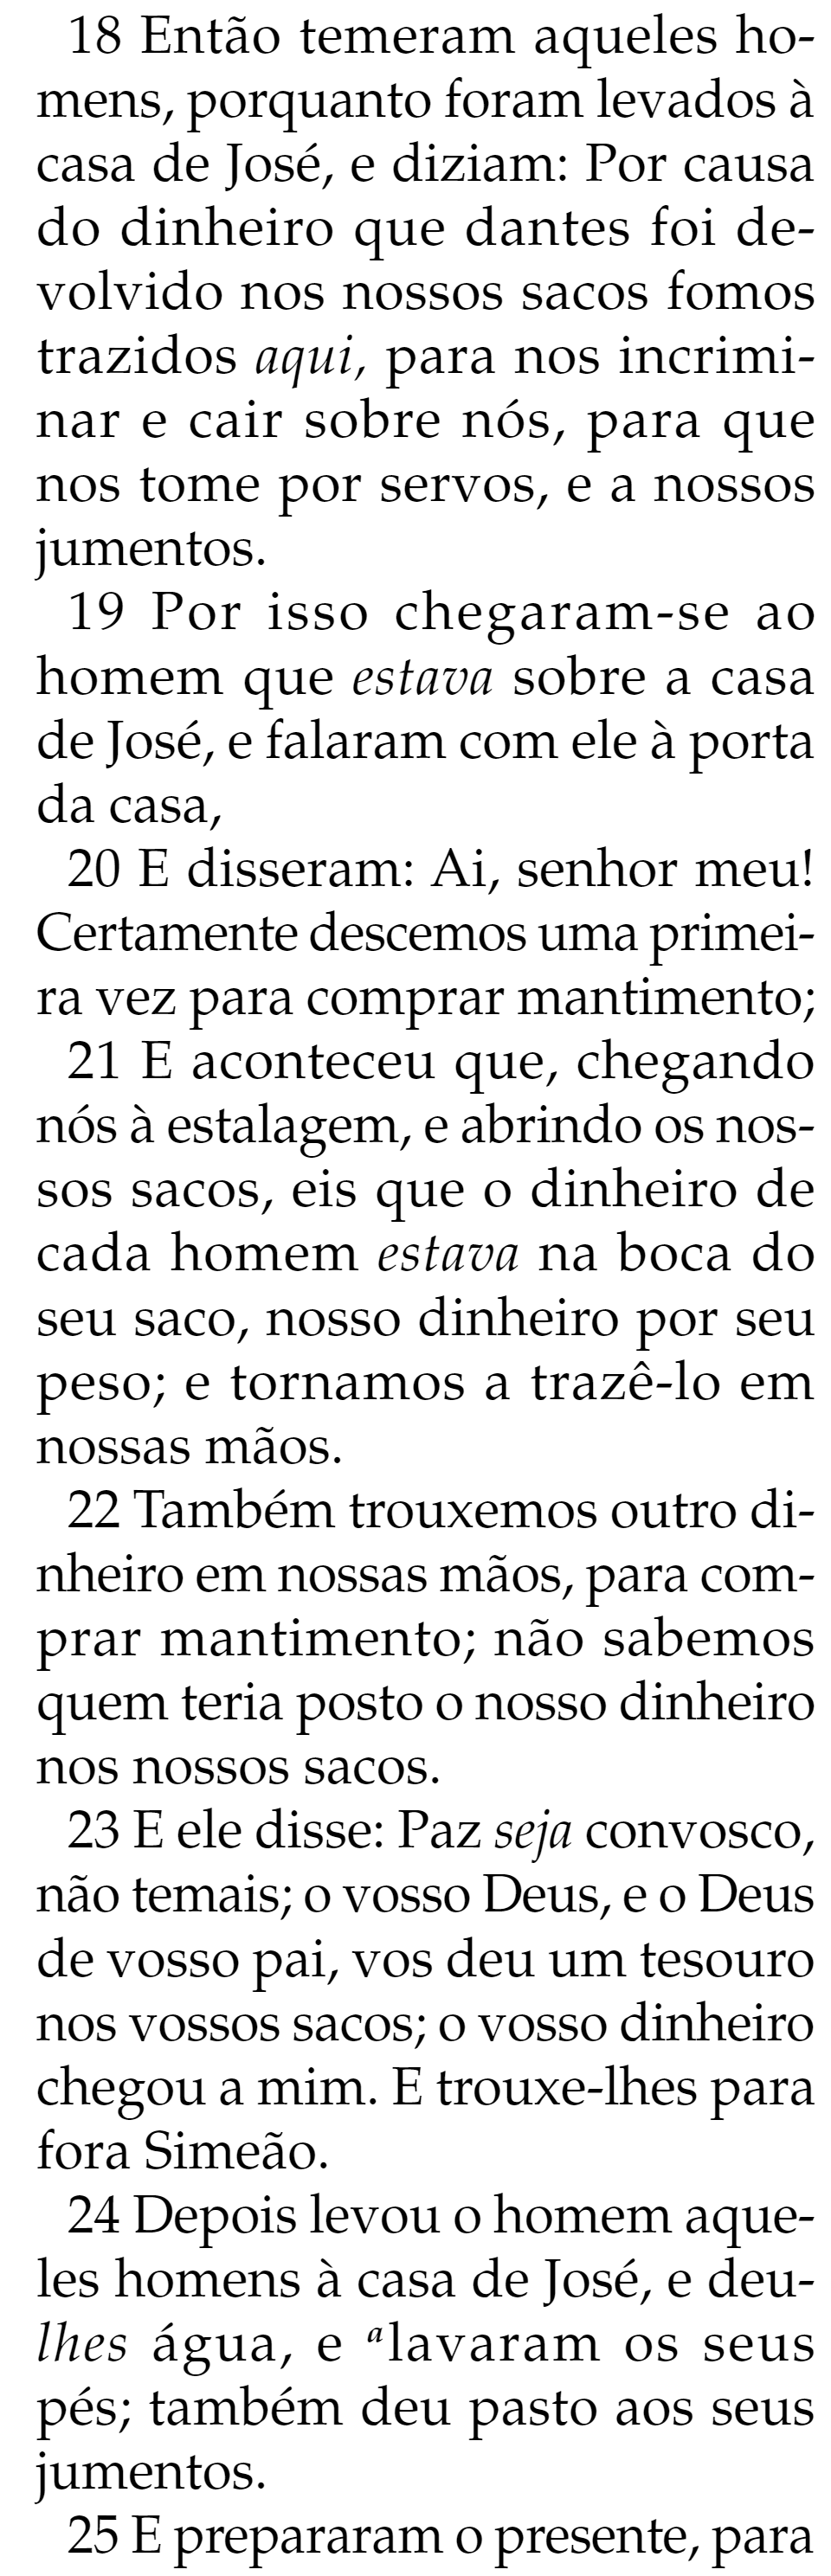 18 Então temeram aqueles ho-
mens, porquanto foram levados à
casa de José, e diziam: Por causa
do dinheiro que dantes foi de-
volvido nos nossos sacos fomos
trazidos aqui, para nos incrimi-
nar e cair sobre nós, para que
nos tome por servos, e a nossos
jumentos.
19 Por isso chegaram-se ao
homem que estava sobre a casa
de José, e falaram com ele à porta
da casa,
20 E disseram: Ai, senhor meu!
Certamente descemos uma primei-
ra vez para comprar mantimento;
21 E aconteceu que, chegando
nós à estalagem, e abrindo os nos-
sos sacos, eis que o dinheiro de
cada homem estava na boca do
seu saco, nosso dinheiro por seu
peso; e tornamos a trazê-lo em
nossas mãos.
22 Também trouxemos outro di-
nheiro em nossas mãos, para com-
prar mantimento; não sabemos
quem teria posto o nosso dinheiro
nos nossos sacos.
23 E ele disse: Paz seja convosco,
não temais; o vosso Deus, e o Deus
de vosso pai, vos deu um tesouro
nos vossos sacos; o vosso dinheiro
chegou a mim. E trouxe-lhes para
fora Simeão.
24 Depois levou o homem aque-
les homens à casa de José, e deu-
lhes água, e ᵃlavaram os seus
pés; também deu pasto aos seus
jumentos.
25 E prepararam o presente, para